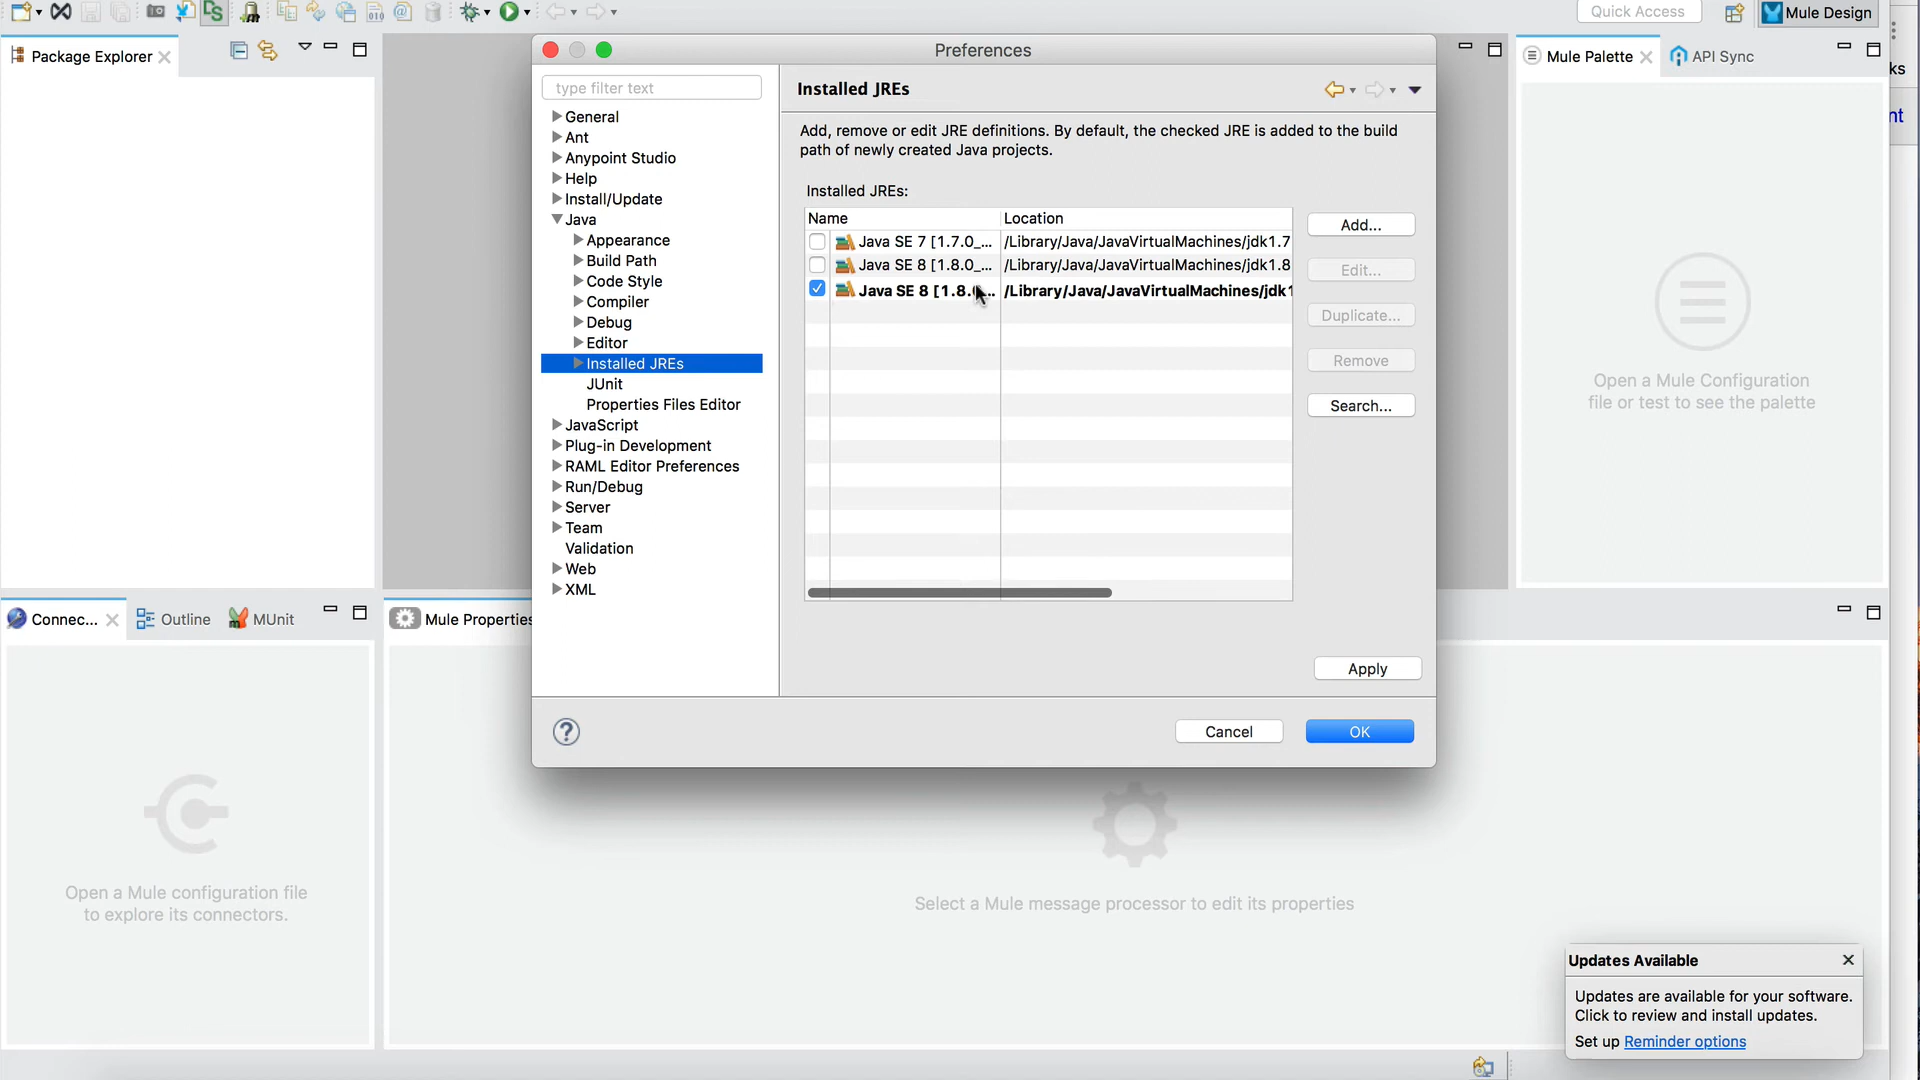 Quick Access
Mule Design
Package Explorer
Preferences
Mule Palette
API Sync
ks
nt
type filter text
General
Ant
Anypoint Studio
Help
Install/Update
Java
Appearance
Build Path
Code Style
Compiler
Debug
Editor
Installed JREs
JUnit
Properties Files Editor
JavaScript
Plug-in Development
RAML Editor Preferences
Run/Debug
Server
Team
Validation
Web
XML
Installed JREs
Add, remove or edit JRE definitions. By default, the checked JRE is added to the build
path of newly created Java projects.
Installed JREs:
Name Location
Java SE 7 [1.7.0_... /Library/Java/JavaVirtualMachines/jdk1.7
Java SE 8 [1.8.0_... /Library/Java/JavaVirtualMachines/jdk1.8
Java SE 8 [1.8. ... /Library/Java/JavaVirtualMachines/jdk1
Add...
Edit...
Duplicate...
Remove
Search...
Apply
Cancel
OK
Open a Mule Configuration
file or test to see the palette
Connec...
Outline
MUnit
Mule Properties
Open a Mule configuration file
to explore its connectors.
Select a Mule message processor to edit its properties
Updates Available
Updates are available for your software.
Click to review and install updates.
Set up Reminder options